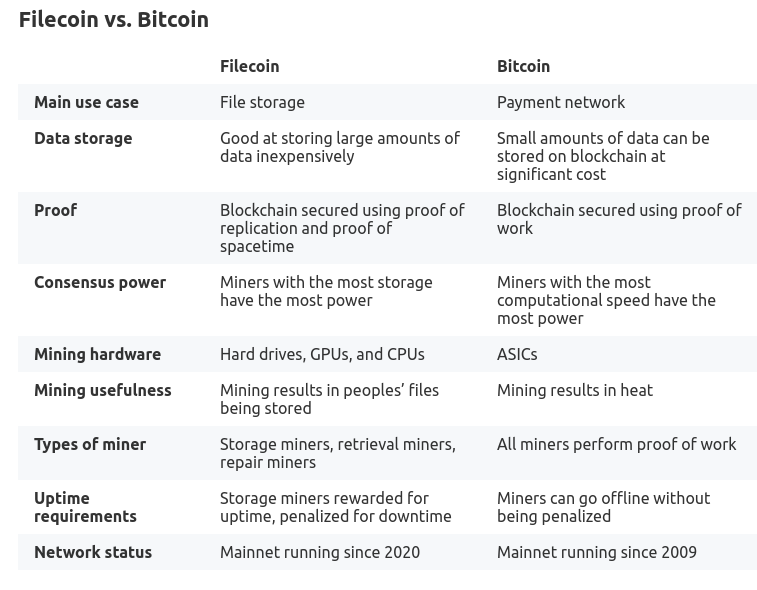 Filecoin vs. Bitcoin
Filecoin Bitcoin
Main use case File storage Payment network
Data storage Good at storing large amounts of Small amounts of data can be
data inexpensively stored on blockchain at
significant cost
Proof Blockchain secured using proof of Blockchain secured using proof of
replication and proof of work
spacetime
Consensus power Miners with the most storage Miners with the most
have the most power computational speed have the
most power
Mining hardware Hard drives, GPUs, and CPUs ASICs
Mining usefulness Mining results in peoples’ files Mining results in heat
being stored
Types of miner Storage miners, retrieval miners, All miners perform proof of work
repair miners
Uptime Storage miners rewarded for Miners can go offline without
requirements uptime, penalized for downtime being penalized
Network status Mainnet running since 2020 Mainnet running since 2009